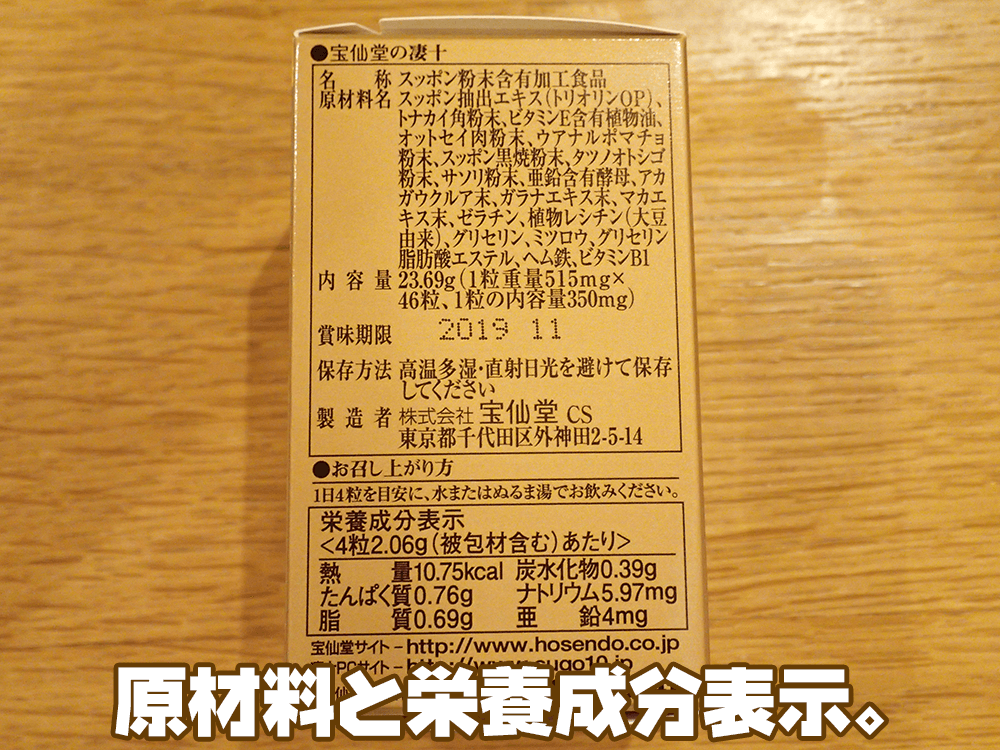 ●宝仙堂の凄十
名称 スッポン粉末含有加工食品
原材料名 スッポン抽出エキス(トリオリンOP)、
トナカイ角粉末、ビタミンE含有植物油、
オットセイ肉粉末、ウアナルポマチョ
粉末、スッポン黒焼粉末、タツノオトシゴ
粉末、サソリ粉末、亜鉛含有酵母、アカ
ガウクルア末、ガラナエキス末、マカエ
キス末、ゼラチン、植物レシチン(大豆
由来)、グリセリン、ミツロウ、グリセリン
脂肪酸エステル、ヘム鉄、ビタミンB1
内容量 23.69g(1粒重量515mg×
46粒、1粒の内容量350mg)
賞味期限 2019 11
保存方法 高温多湿・直射日光を避けて保存
してください
製造者 株式会社 宝仙堂 CS
東京都千代田区外神田2-5-14
●お召し上がり方
1日4粒を目安に、水またはぬるま湯でお飲みください。
栄養成分表示
<4粒2.06g(被包材含む)あたり>
熱量10.75kcal 炭水化物0.39g
たんぱく質0.76g ナトリウム5.97mg
脂質0.69g 亜鉛4mg
宝仙堂サイト-http://www.hosendo.co.jp
PCサイト-http://www.sugo10.jp
原材料と栄養成分表示。